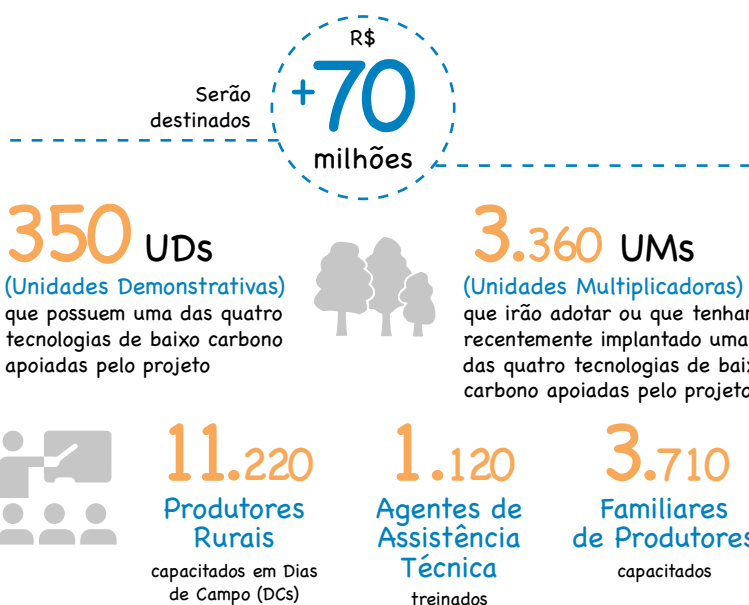 R$
Serão
destinados
+70
milhões
350 UDs
(Unidades Demonstrativas)
que possuem uma das quatro
tecnologias de baixo carbono
apoiadas pelo projeto
3.360 UMs
(Unidades Multiplicadoras)
que irão adotar ou que tenham
recentemente implantado uma
das quatro tecnologias de baix
carbono apoiadas pelo projeto
11.220
Produtores
Rurais
capacitados em Dias
de Campo (DCs)
1.120
Agentes de
Assistência
Técnica
treinados
3.710
Familiares
de Produtores
capacitados